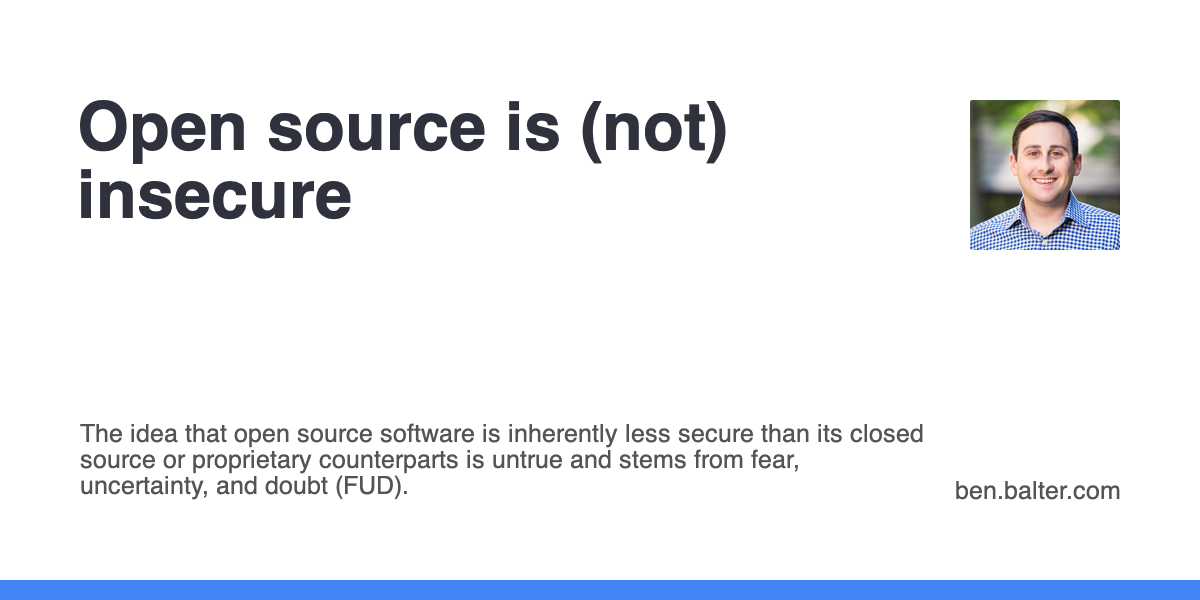 Open source is (not)
insecure
The idea that open source software is inherently less secure than its closed
source or proprietary counterparts is untrue and stems from fear,
uncertainty, and doubt (FUD).
ben.balter.com